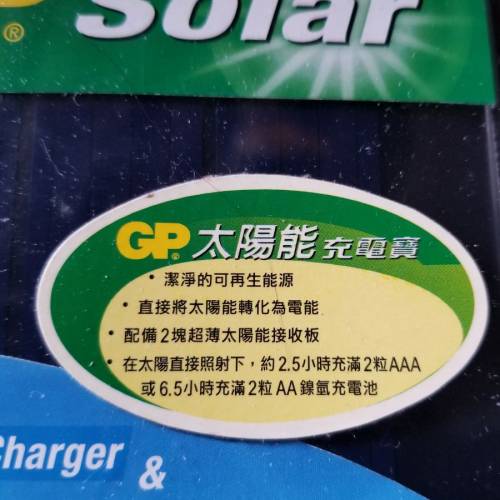 ®
Solar
GP® 太陽能 充電寶
• 潔淨的可再生能源
• 直接將太陽能轉化為電能
• 配備2塊超薄太陽能接收板
• 在太陽直接照射下，約2.5小時充滿2粒AAA
或6.5小時充滿2粒AA鎳氫充電池
Charger &